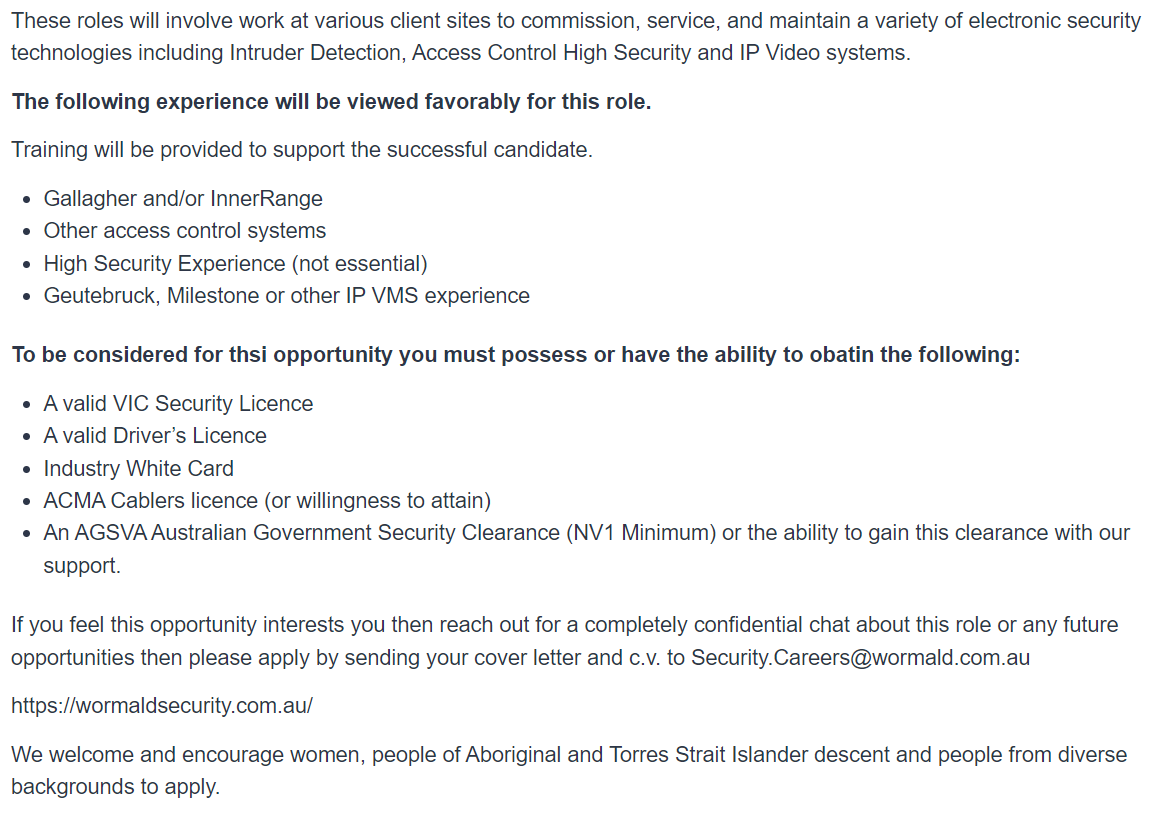 These roles will involve work at various client sites to commission, service, and maintain a variety of electronic security
technologies including Intruder Detection, Access Control High Security and IP Video systems.
The following experience will be viewed favorably for this role.
Training will be provided to support the successful candidate.
• Gallagher and/or InnerRange
• Other access control systems
• High Security Experience (not essential)
• Geutebruck, Milestone or other IP VMS experience
To be considered for thsi opportunity you must possess or have the ability to obatin the following:
• A valid VIC Security Licence
• A valid Driver’s Licence
• Industry White Card
• ACMA Cablers licence (or willingness to attain)
• An AGSVA Australian Government Security Clearance (NV1 Minimum) or the ability to gain this clearance with our
support.
If you feel this opportunity interests you then reach out for a completely confidential chat about this role or any future
opportunities then please apply by sending your cover letter and c.v. to Security.Careers@wormald.com.au
https://wormaldsecurity.com.au/
We welcome and encourage women, people of Aboriginal and Torres Strait Islander descent and people from diverse
backgrounds to apply.